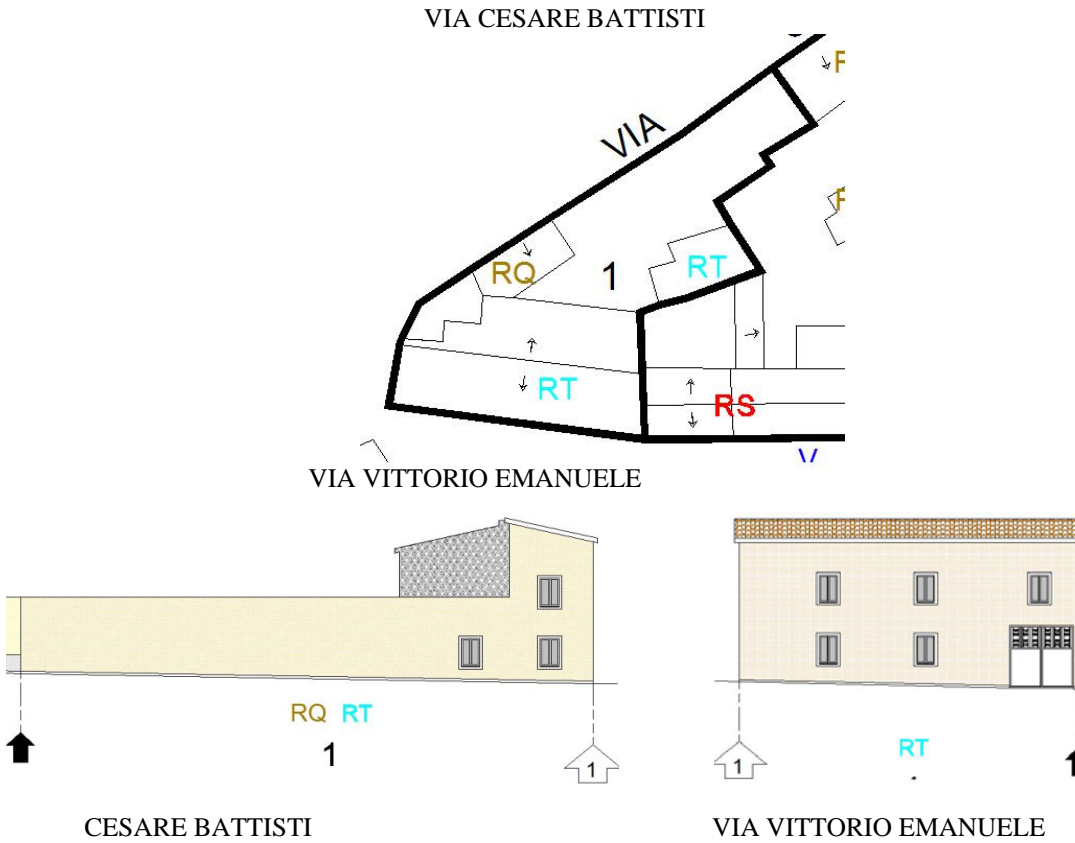 VIA CESARE BATTISTI
VIA
RQ
1
RT
RT
RS
V
VIA VITTORIO EMANUELE
RQ RT
1
1
RT
1
CESARE BATTISTI
VIA VITTORIO EMANUELE